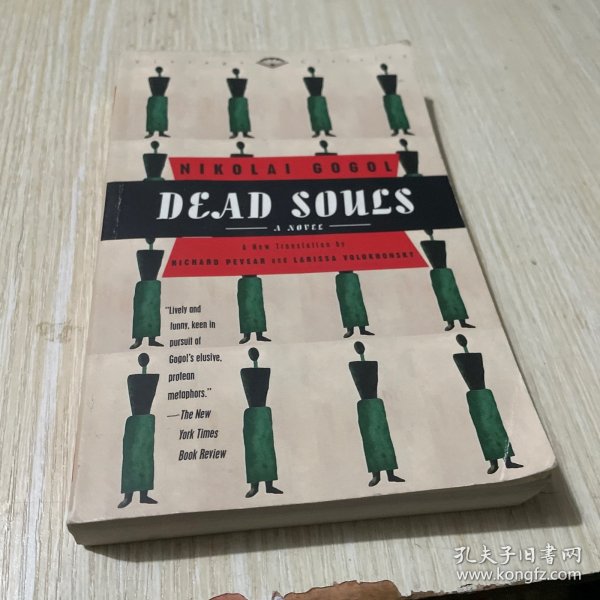 NIKOLAI GOGOL
DEAD SOULS
A NOVEL
A New Translation by
RICHARD PEVEAR AND LARISSA VOLOKHONSKY
"Lively and
funny, keen in
pursuit of
Gogol's elusive,
protean
metaphors."
—The New
York Times
Book Review
孔夫子旧书网
www.kongfz.com